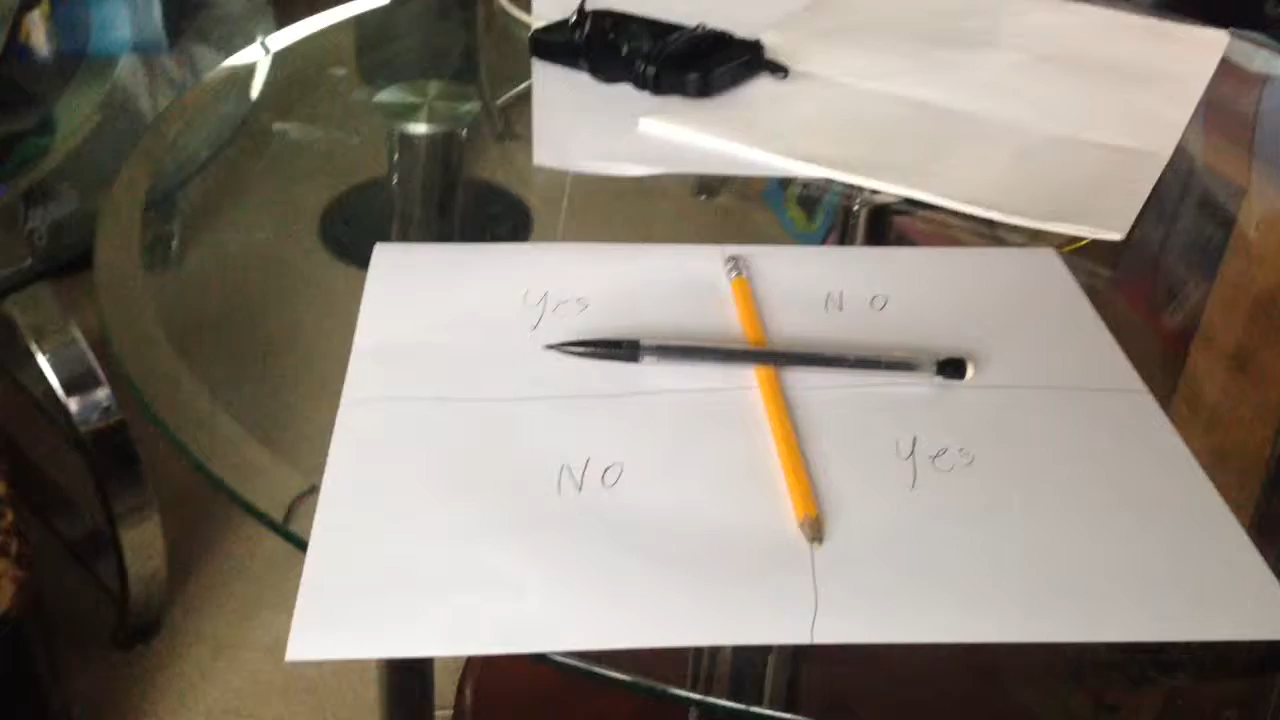 Yes NO
NO Yes